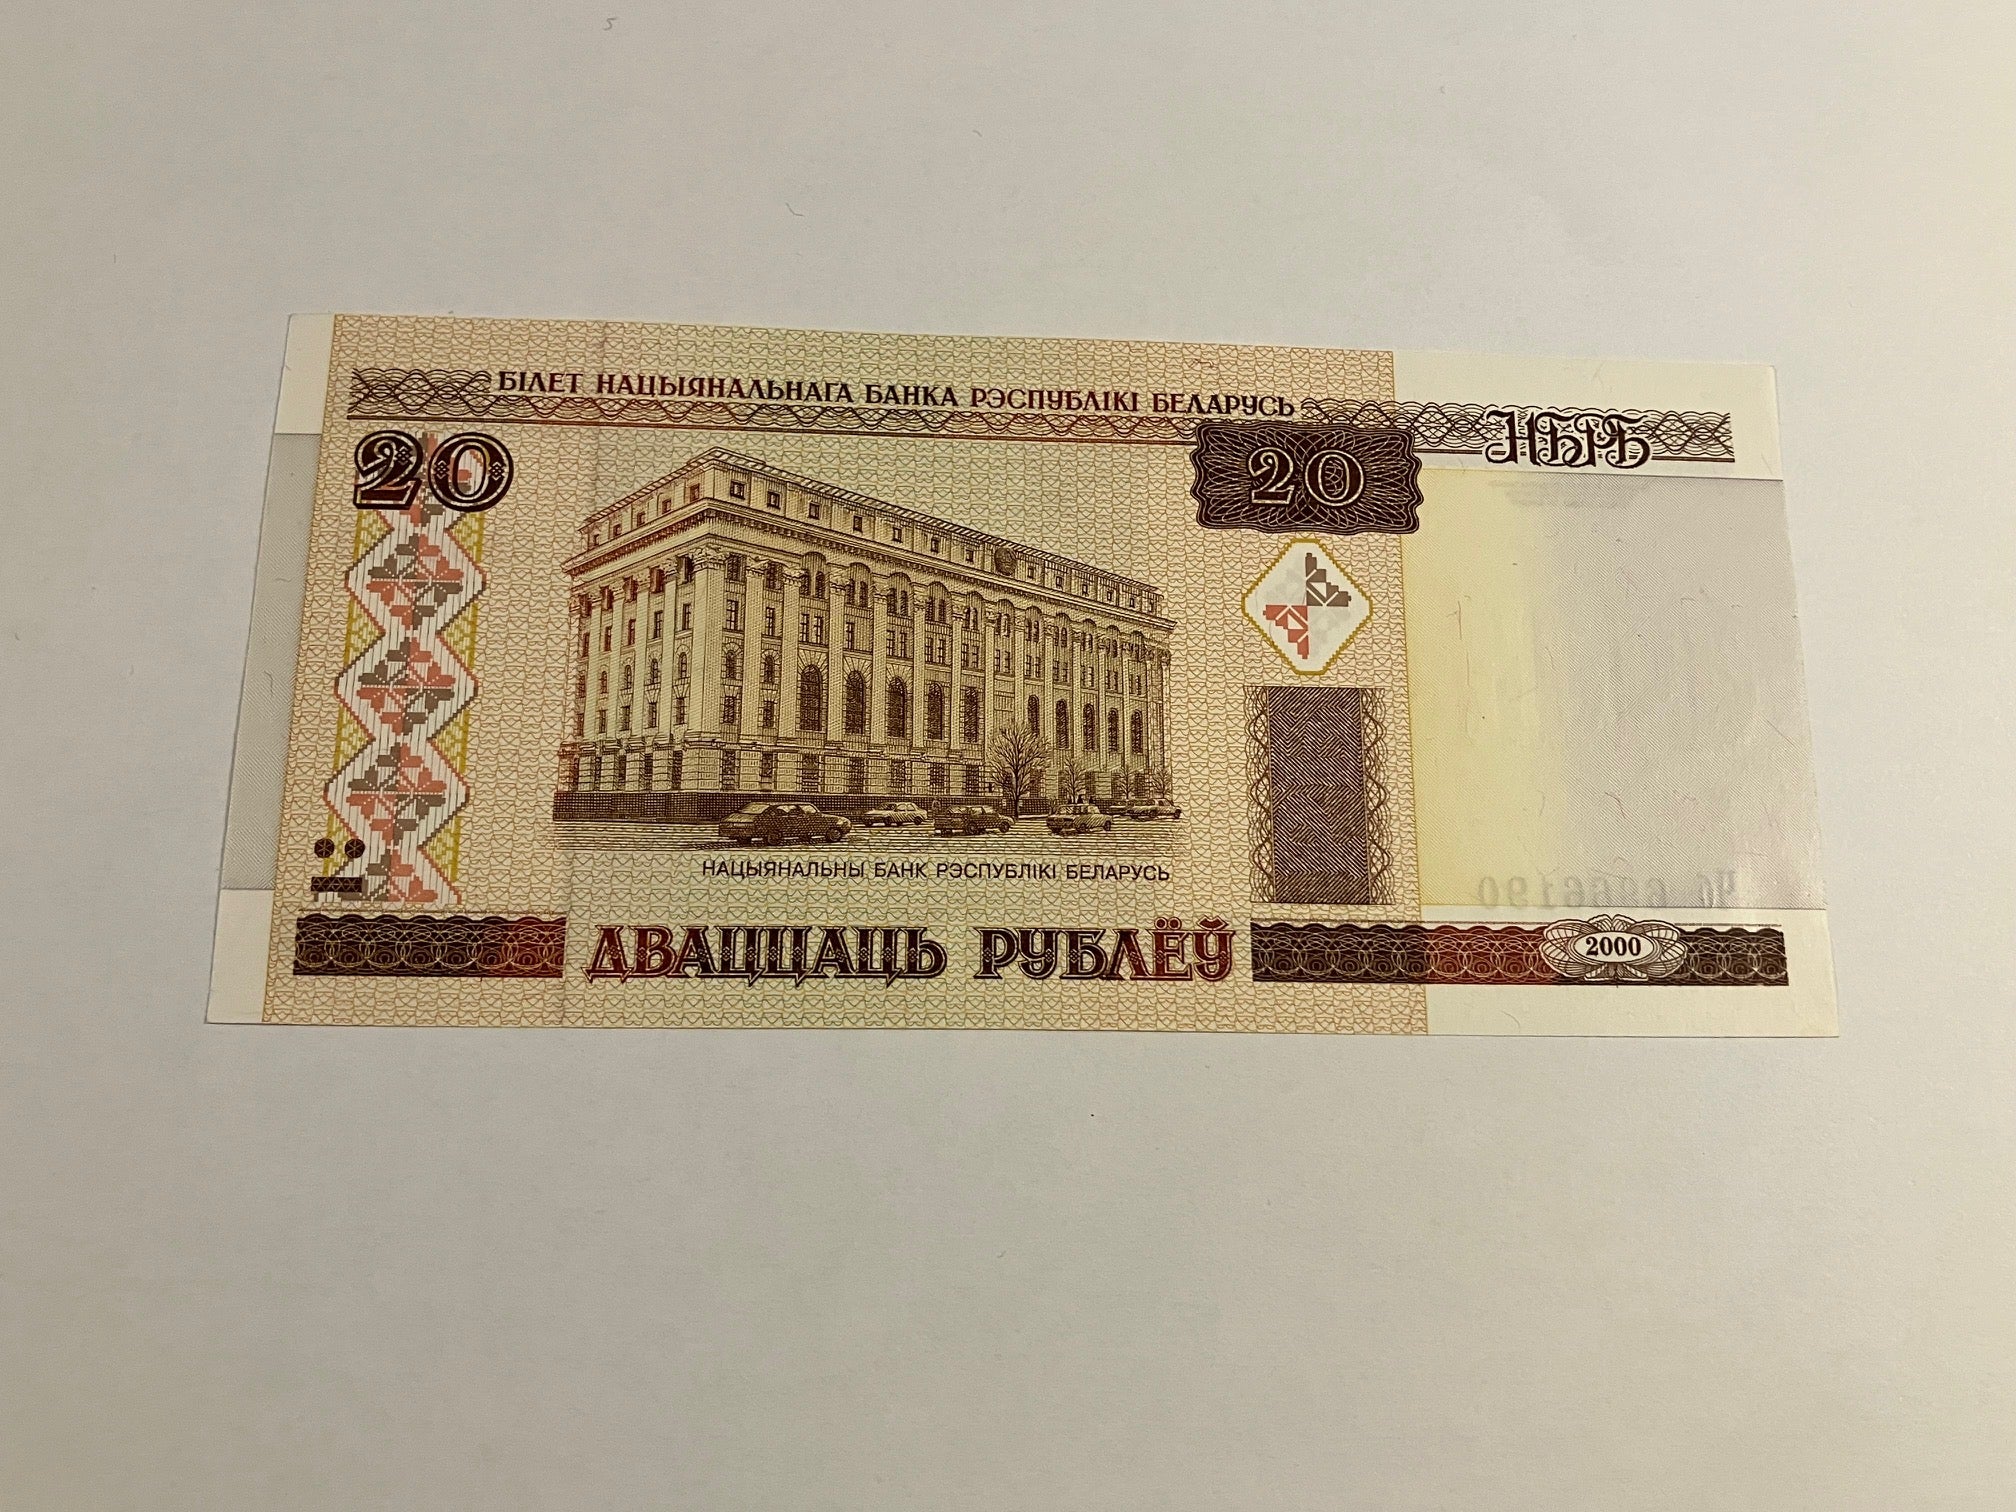 БІЛЕТ НАЦЫЯНАЛЬНАГА БАНКА РЭСПУБЛІКІ БЕЛАРУСЬ
НБРБ
20
20
НАЦЫЯНАЛЬНЫ БАНК РЭСПУБЛІКІ БЕЛАРУСЬ
ДВАЦЦАЦЬ РУБЛЁЎ
2000